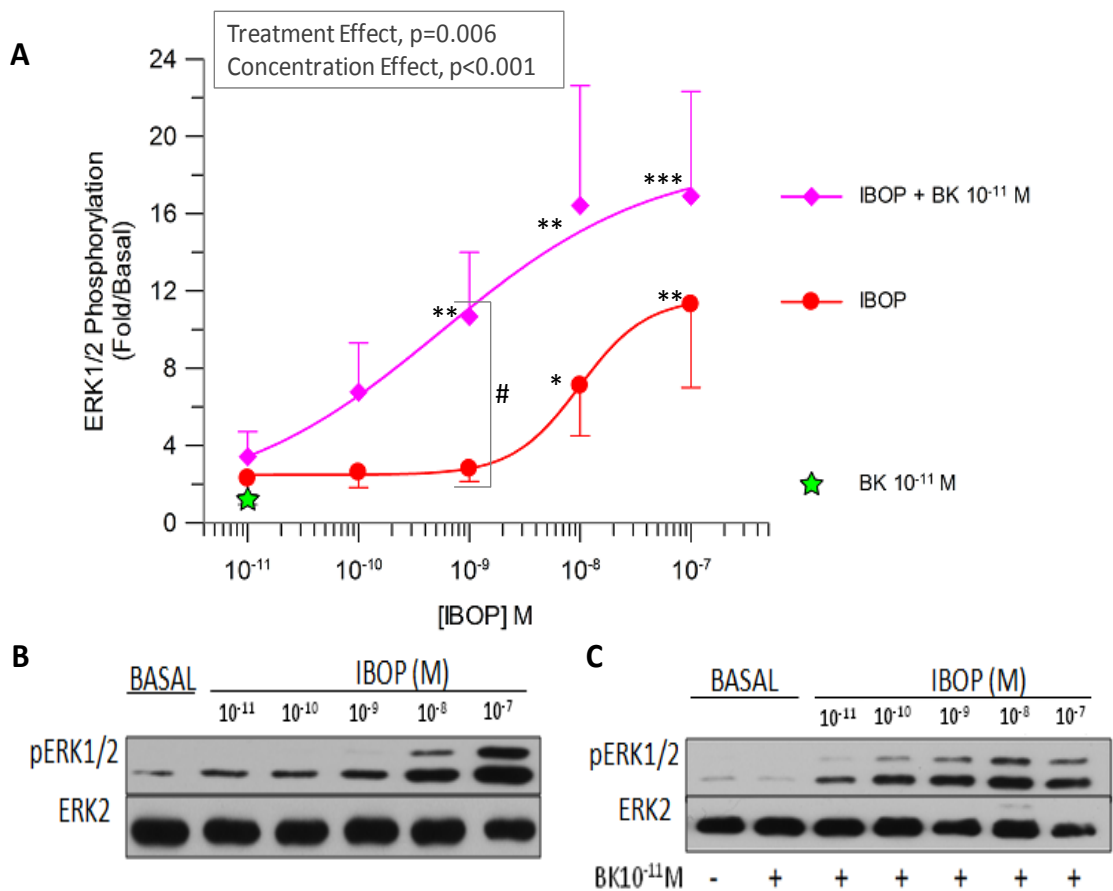 A
Treatment Effect, p=0.006
Concentration Effect, p<0.001
ERK1/2 Phosphorylation
(Fold/Basal)
24
20
16
12
8
4
0
***
**
**
**
*
#
IBOP + BK 10⁻¹¹ M
IBOP
BK 10⁻¹¹ M
10⁻¹¹ 10⁻¹⁰ 10⁻⁹ 10⁻⁸ 10⁻⁷
[IBOP] M
B
BASAL IBOP (M)
10⁻¹¹ 10⁻¹⁰ 10⁻⁹ 10⁻⁸ 10⁻⁷
pERK1/2
ERK2
C
BASAL IBOP (M)
10⁻¹¹ 10⁻¹⁰ 10⁻⁹ 10⁻⁸ 10⁻⁷
pERK1/2
ERK2
BK10⁻¹¹M - + + + + + +